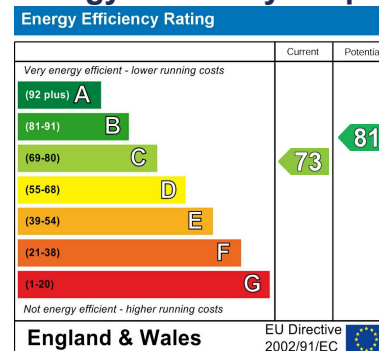 Energy Efficiency Rating
Current
Potential
Very energy efficient - lower running costs
(92 plus) A
(81-91) B
81
(69-80) C
73
(55-68) D
(39-54) E
(21-38) F
(1-20) G
Not energy efficient - higher running costs
England & Wales
EU Directive
2002/91/EC